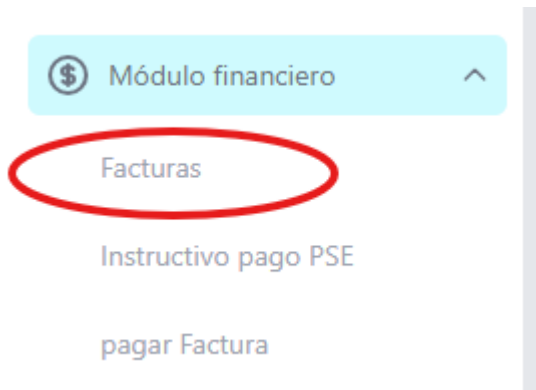 Módulo financiero
Facturas
Instructivo pago PSE
pagar Factura